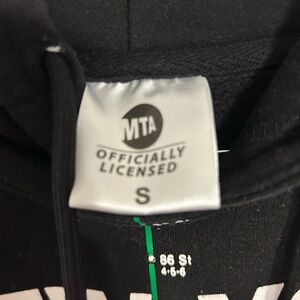 MTA
OFFICIALLY
LICENSED
S
86 St
4·5·6